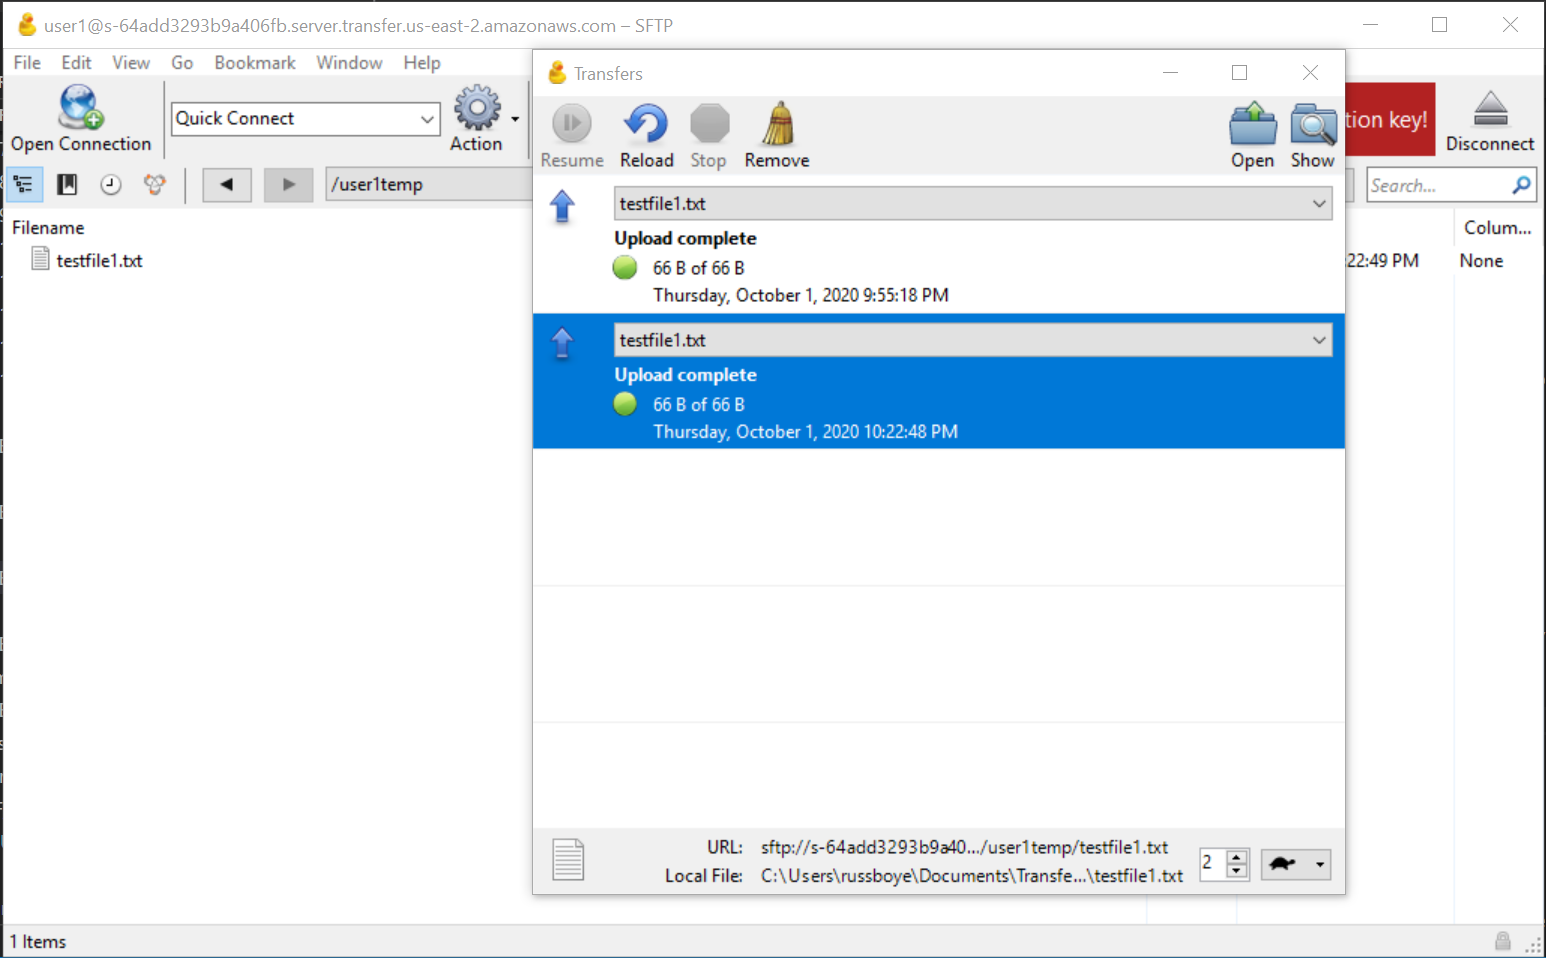 user1@s-64add3293b9a406fb.server.transfer.us-east-2.amazonaws.com – SFTP
File Edit View Go Bookmark Window Help
Open Connection
Quick Connect
Action
tion key!
Disconnect
/user1temp
Search...
Filename
Colum...
testfile1.txt
:22:49 PM
None
1 Items
Transfers
Resume Reload Stop Remove Open Show
testfile1.txt
Upload complete
66 B of 66 B
Thursday, October 1, 2020 9:55:18 PM
testfile1.txt
Upload complete
66 B of 66 B
Thursday, October 1, 2020 10:22:48 PM
URL: sftp://s-64add3293b9a40.../user1temp/testfile1.txt
Local File: C:\Users\russboye\Documents\Transfe...\testfile1.txt
2